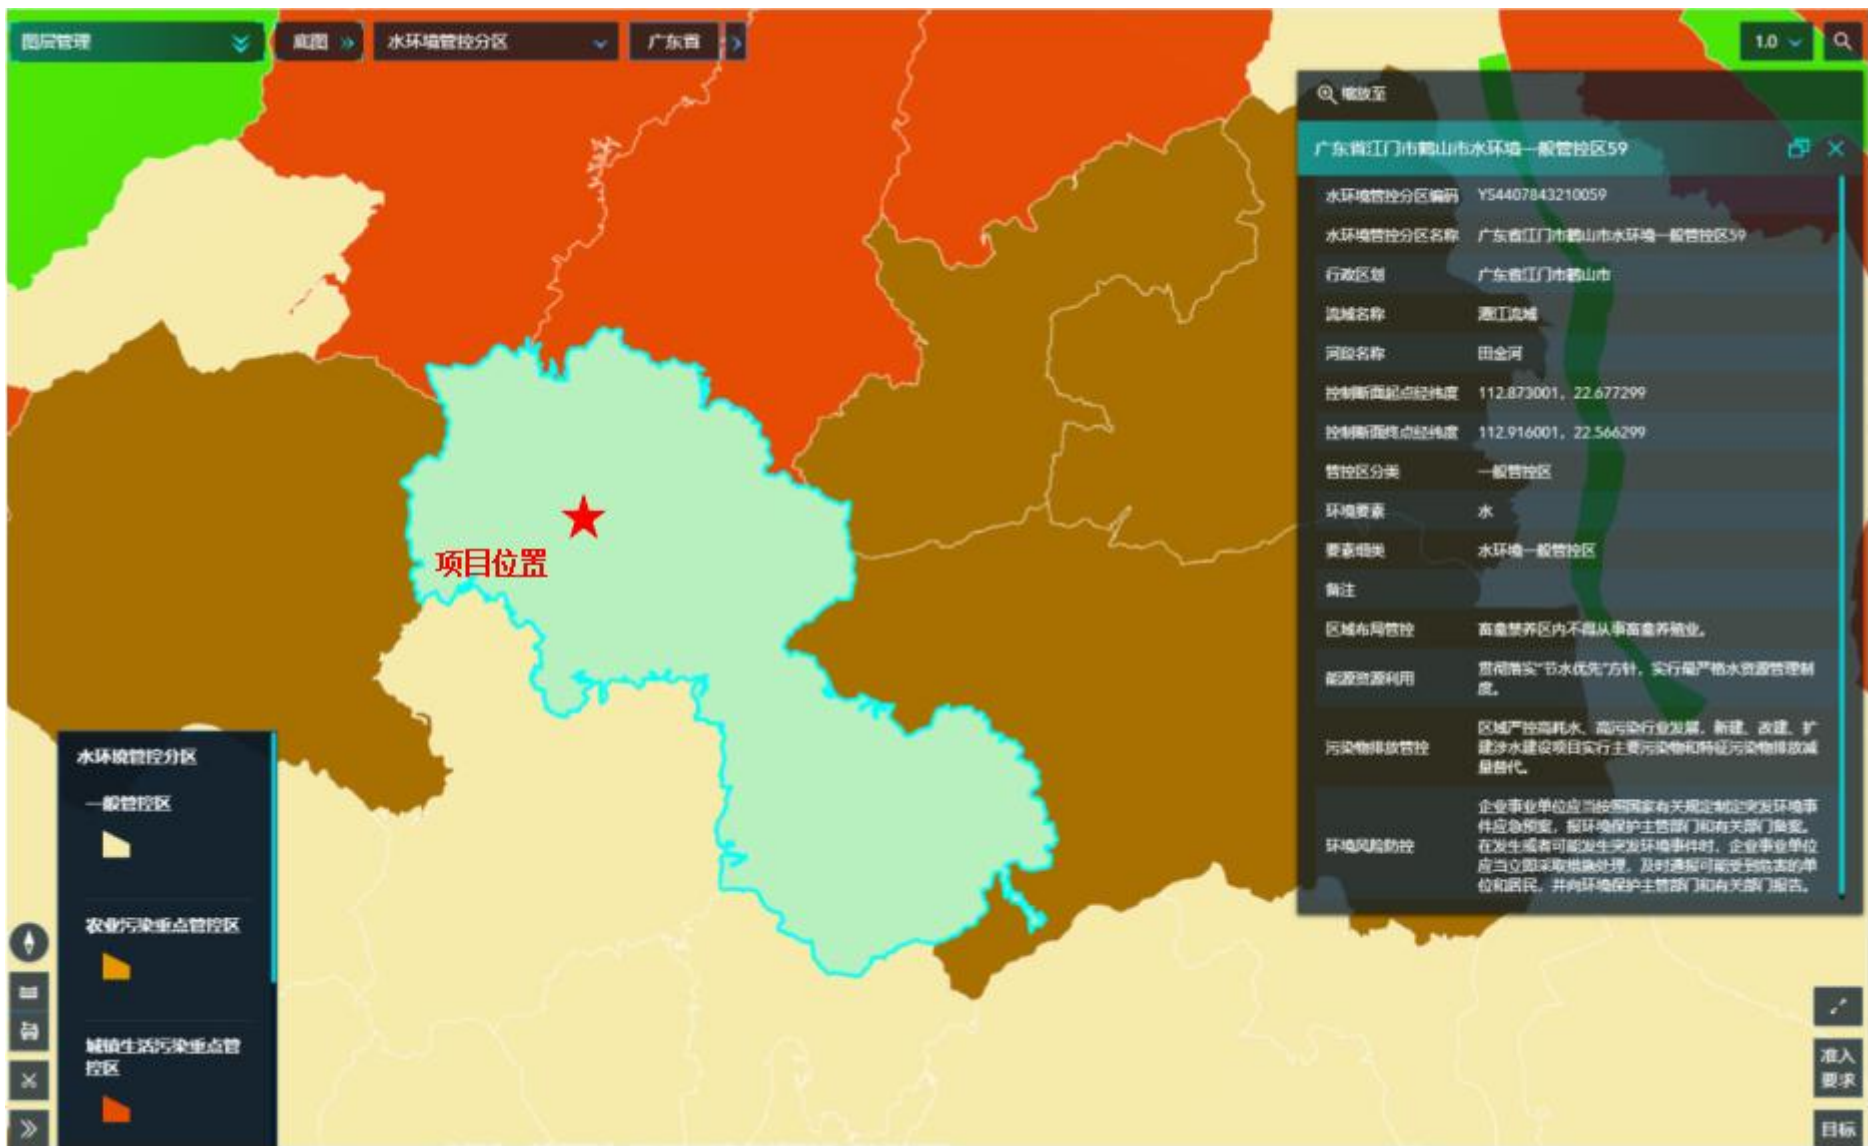 图层管理
底图
水环境管控分区
广东省
1.0
缩放至
广东省江门市鹤山市水环境一般管控区59
水环境管控分区编码 YS4407843210059
水环境管控分区名称 广东省江门市鹤山市水环境一般管控区59
行政区划 广东省江门市鹤山市
流域名称 潭江流域
河段名称 田金河
控制断面起点经纬度 112.873001，22.677299
控制断面终点经纬度 112.916001，22.566299
管控区分类 一般管控区
环境要素 水
要素细类 水环境一般管控区
备注
区域布局管控 畜禽禁养区内不得从事畜禽养殖业。
能源资源利用 贯彻落实“节水优先”方针，实行最严格水资源管理制
度。
污染物排放管控 区域严控高耗水、高污染行业发展，新建、改建、扩
建涉水建设项目实行主要污染物和特征污染物排放减
量替代。
环境风险防控 企业事业单位应当按照国家有关规定制定突发环境事
件应急预案，报环境保护主管部门和有关部门备案。
在发生或者可能发生突发环境事件时，企业事业单位
应当立即采取措施处理，及时通报可能受到危害的单
位和居民，并向环境保护主管部门和有关部门报告。
项目位置
水环境管控分区
一般管控区
农业污染重点管控区
城镇生活污染重点管
控区
准入
要求
目标